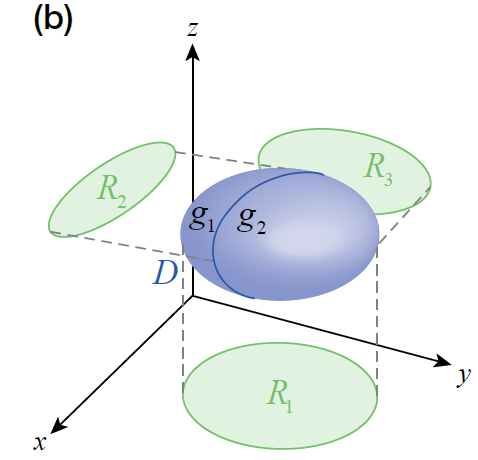 (b)
z
R₂
R₃
g₁
g₂
D
y
R₁
x